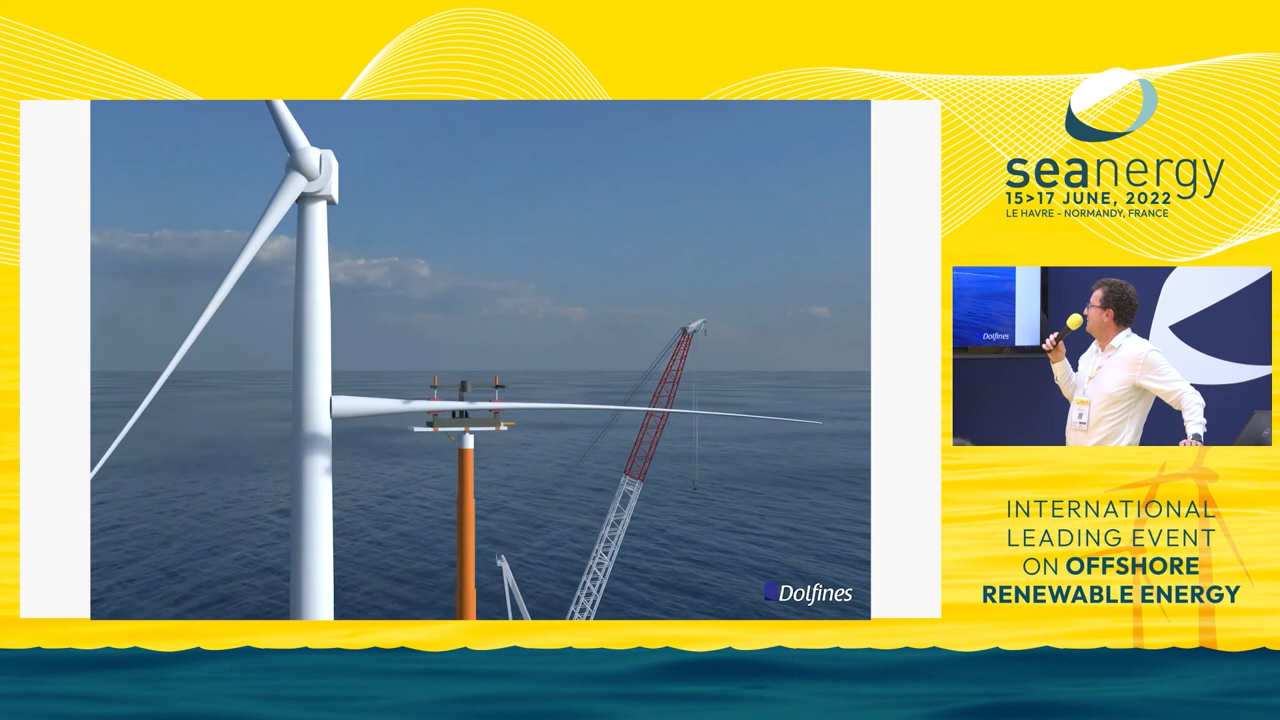 seanergy
15>17 JUNE, 2022
LE HAVRE - NORMANDY, FRANCE
Dolfines
INTERNATIONAL
LEADING EVENT
ON OFFSHORE
RENEWABLE ENERGY
Dolfines